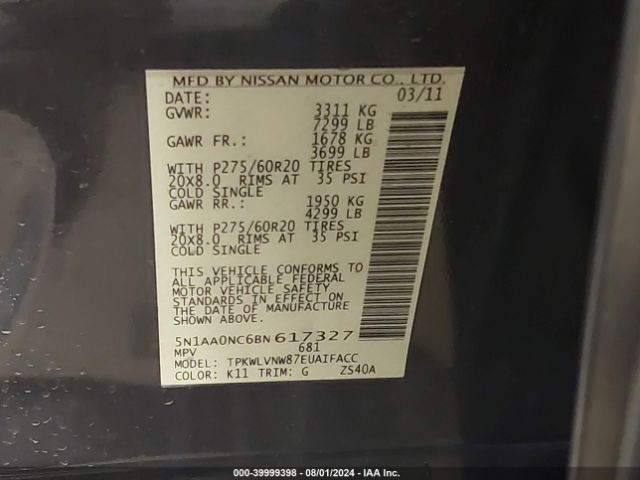 MFD BY NISSAN MOTOR CO., LTD.
DATE: 03/11
GVWR: 3311 KG
7299 LB
GAWR FR.: 1678 KG
3699 LB
WITH P275/60R20 TIRES
20X8.0 RIMS AT 35 PSI
COLD SINGLE
GAWR RR.: 1950 KG
4299 LB
WITH P275/60R20 TIRES
20X8.0 RIMS AT 35 PSI
COLD SINGLE
THIS VEHICLE CONFORMS TO
ALL APPLICABLE FEDERAL
MOTOR VEHICLE SAFETY
STANDARDS IN EFFECT ON
THE DATE OF MANUFACTURE
SHOWN ABOVE.
5N1AA0NC6BN617327
MPV 681
MODEL: TPKWLVNW87EUAIFACC
COLOR: K11 TRIM: G ZS40A
000-39999398 - 08/01/2024 - IAA Inc.